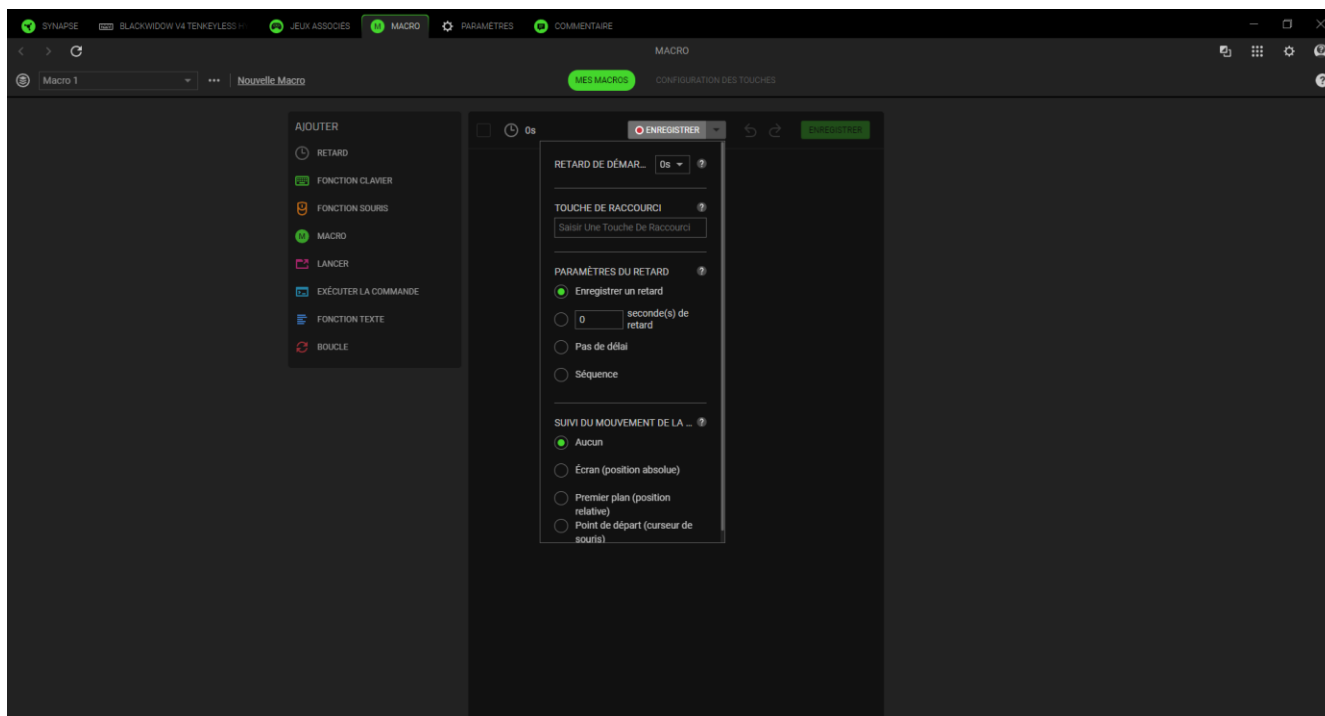 SYNAPSE
BLACKWIDOW V4 TENKEYLESS H
JEUX ASSOCIÉS
M
MACRO
PARAMÈTRES
COMMENTAIRE
MACRO
Macro 1
Nouvelle Macro
MES MACROS
CONFIGURATION DES TOUCHES
?
AJOUTER
RETARD
FONCTION CLAVIER
FONCTION SOURIS
M MACRO
LANCER
EXÉCUTER LA COMMANDE
FONCTION TEXTE
BOUCLE
0s
ENREGISTRER
ENREGISTRER
RETARD DE DÉMAR... 0s ?
TOUCHE DE RACCOURCI ?
Saisir Une Touche De Raccourci
PARAMÈTRES DU RETARD ?
Enregistrer un retard
0 seconde(s) de
retard
Pas de délai
Séquence
SUIVI DU MOUVEMENT DE LA ... ?
Aucun
Écran (position absolue)
Premier plan (position
relative)
Point de départ (curseur de
souris)